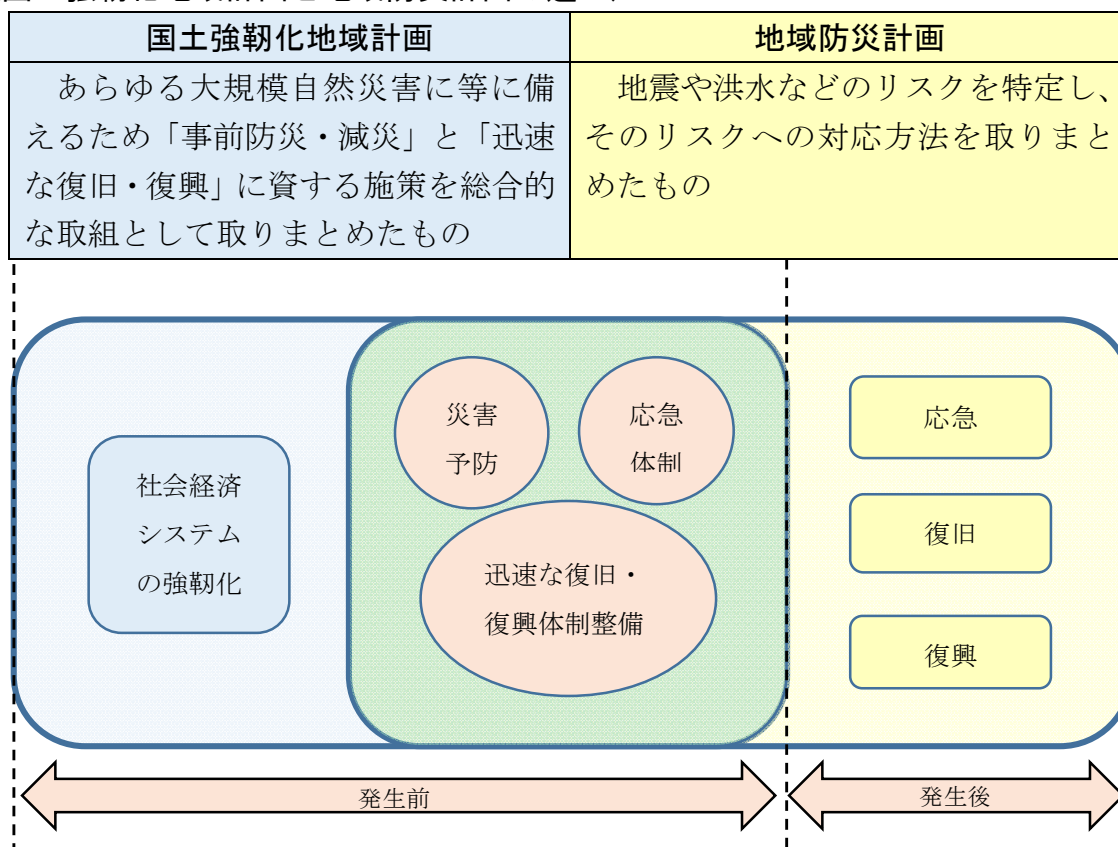 国土強靭化地域計画
地域防災計画
あらゆる大規模自然災害に等に備
えるため「事前防災・減災」と「迅速
な復旧・復興」に資する施策を総合的
な取組として取りまとめたもの
地震や洪水などのリスクを特定し、
そのリスクへの対応方法を取りまと
めたもの
社会経済
システム
の強靭化
災害
予防
応急
体制
迅速な復旧・
復興体制整備
応急
復旧
復興
発生前
発生後